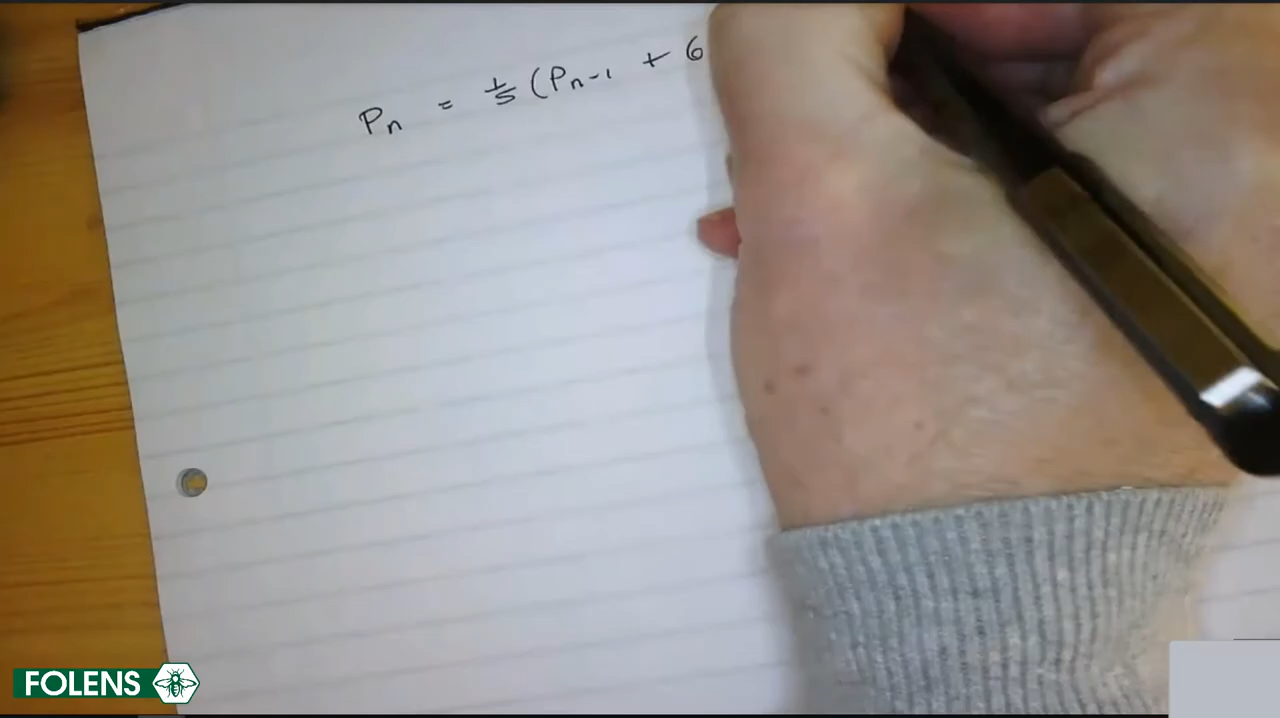 Pn = 1/5 (Pn-1 + 6
FOLENS